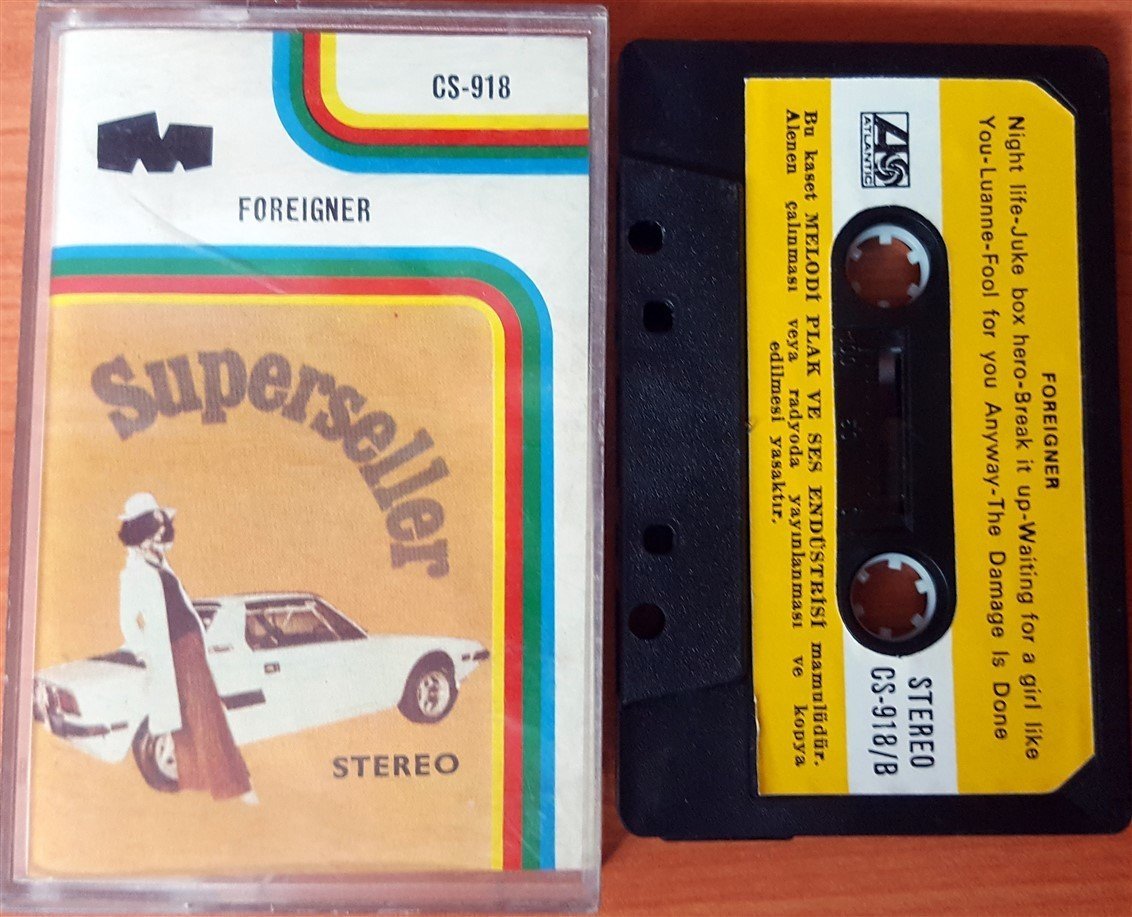 CS-918
FOREIGNER
Superseller
STEREO
FOREIGNER
Night life-Juke box hero-Break it up-Waiting for a girl like
You-Luanne-Fool for you Anyway-The Damage Is Done
ATLANTIC
STEREO
CS-918/B
Bu kaset MELODİ PLAK VE SES ENDÜSTRİSİ mamulüdür.
Alenen çalınması veya radyoda yayınlanması ve kopya
edilmesi yasaktır.